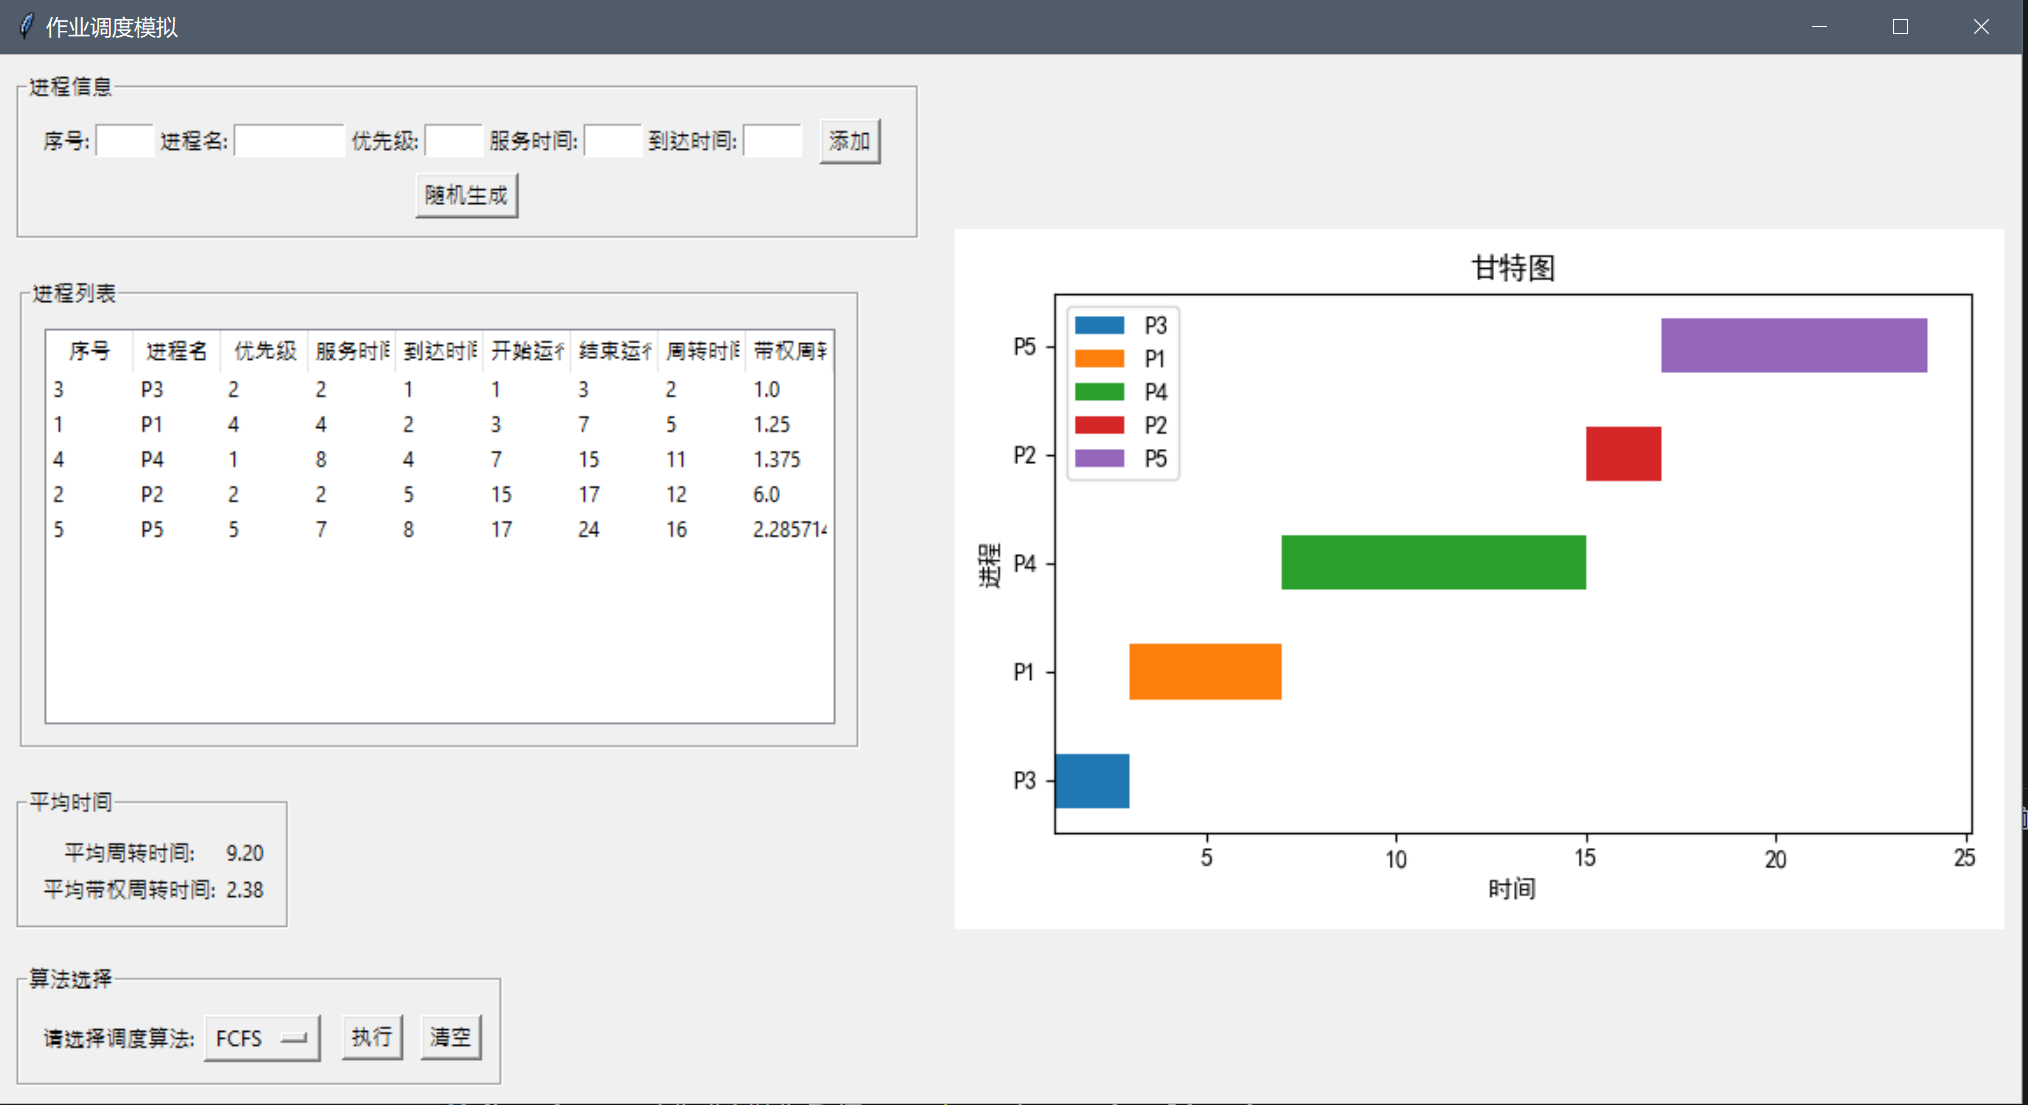 作业调度模拟
进程信息
序号: 进程名: 优先级: 服务时间: 到达时间: 添加
随机生成
进程列表
序号 进程名 优先级 服务时间 到达时间 开始运行 结束运行 周转时间 带权周转
3 P3 2 2 1 1 3 2 1.0
1 P1 4 4 2 3 7 5 1.25
4 P4 1 8 4 7 15 11 1.375
2 P2 2 2 5 15 17 12 6.0
5 P5 5 7 8 17 24 16 2.285714
平均时间
平均周转时间: 9.20
平均带权周转时间: 2.38
算法选择
请选择调度算法: FCFS 执行 清空
甘特图
P3
P1
P4
P2
P5
进程
P5
P2
P4
P1
P3
5 10 15 20 25
时间